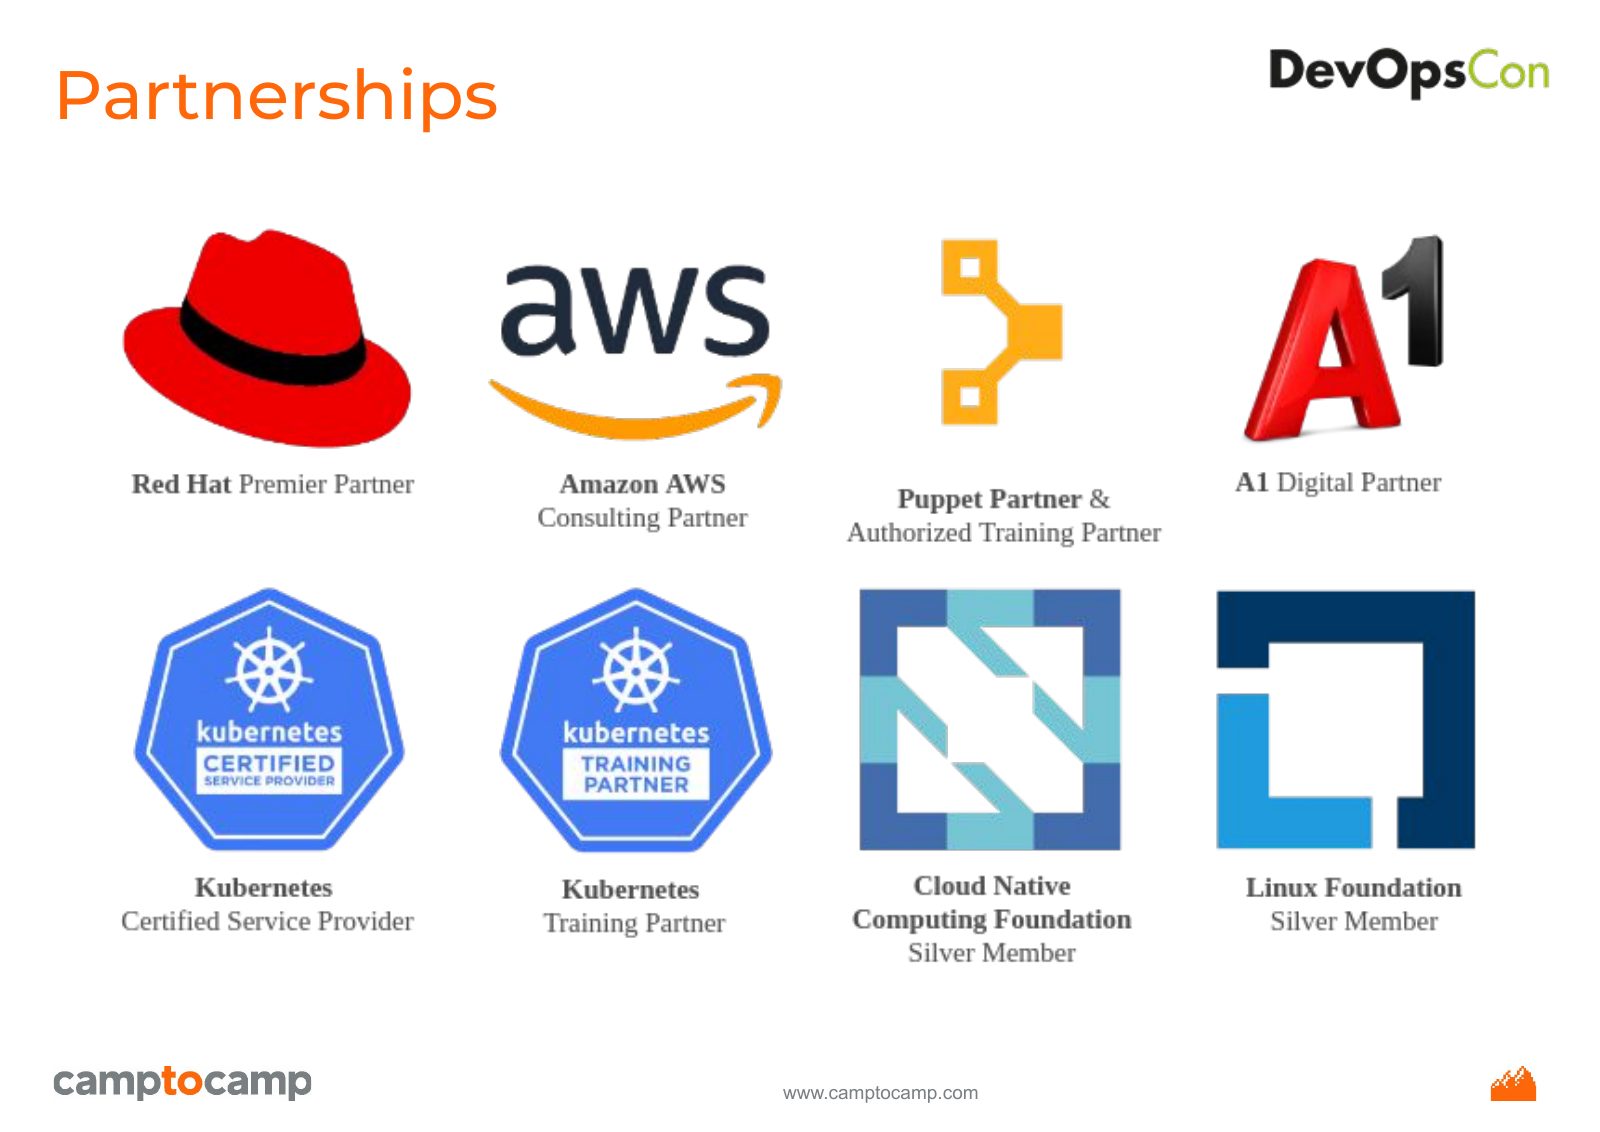 Partnerships
DevOpsCon
aws
A1
Red Hat Premier Partner
Amazon AWS
Consulting Partner
Puppet Partner &
Authorized Training Partner
A1 Digital Partner
kubernetes
CERTIFIED
SERVICE PROVIDER
kubernetes
TRAINING
PARTNER
Kubernetes
Certified Service Provider
Kubernetes
Training Partner
Cloud Native
Computing Foundation
Silver Member
Linux Foundation
Silver Member
camptocamp
www.camptocamp.com